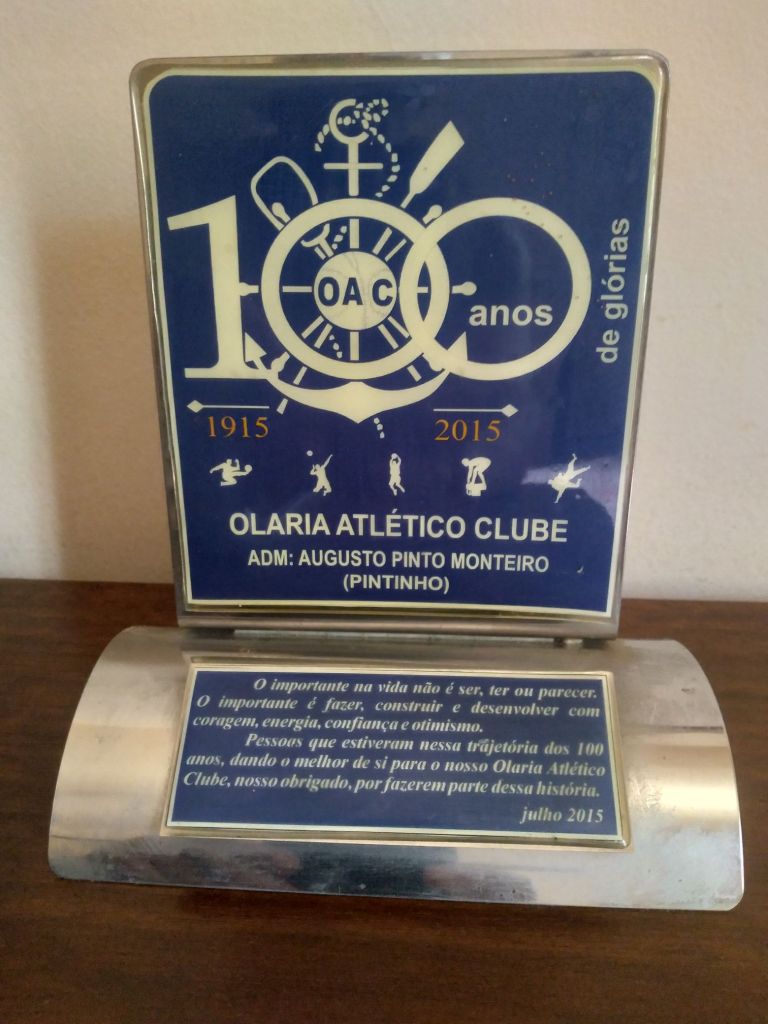 100
OAC
anos
de glórias
1915 2015
OLARIA ATLÉTICO CLUBE
ADM: AUGUSTO PINTO MONTEIRO
(PINTINHO)
O importante na vida não é ser, ter ou parecer.
O importante é fazer, construir e desenvolver com
coragem, energia, confiança e otimismo.
Pessoas que estiveram nessa trajetória dos 100
anos, dando o melhor de si para o nosso Olaria Atlético
Clube, nosso obrigado, por fazerem parte dessa história.
julho 2015